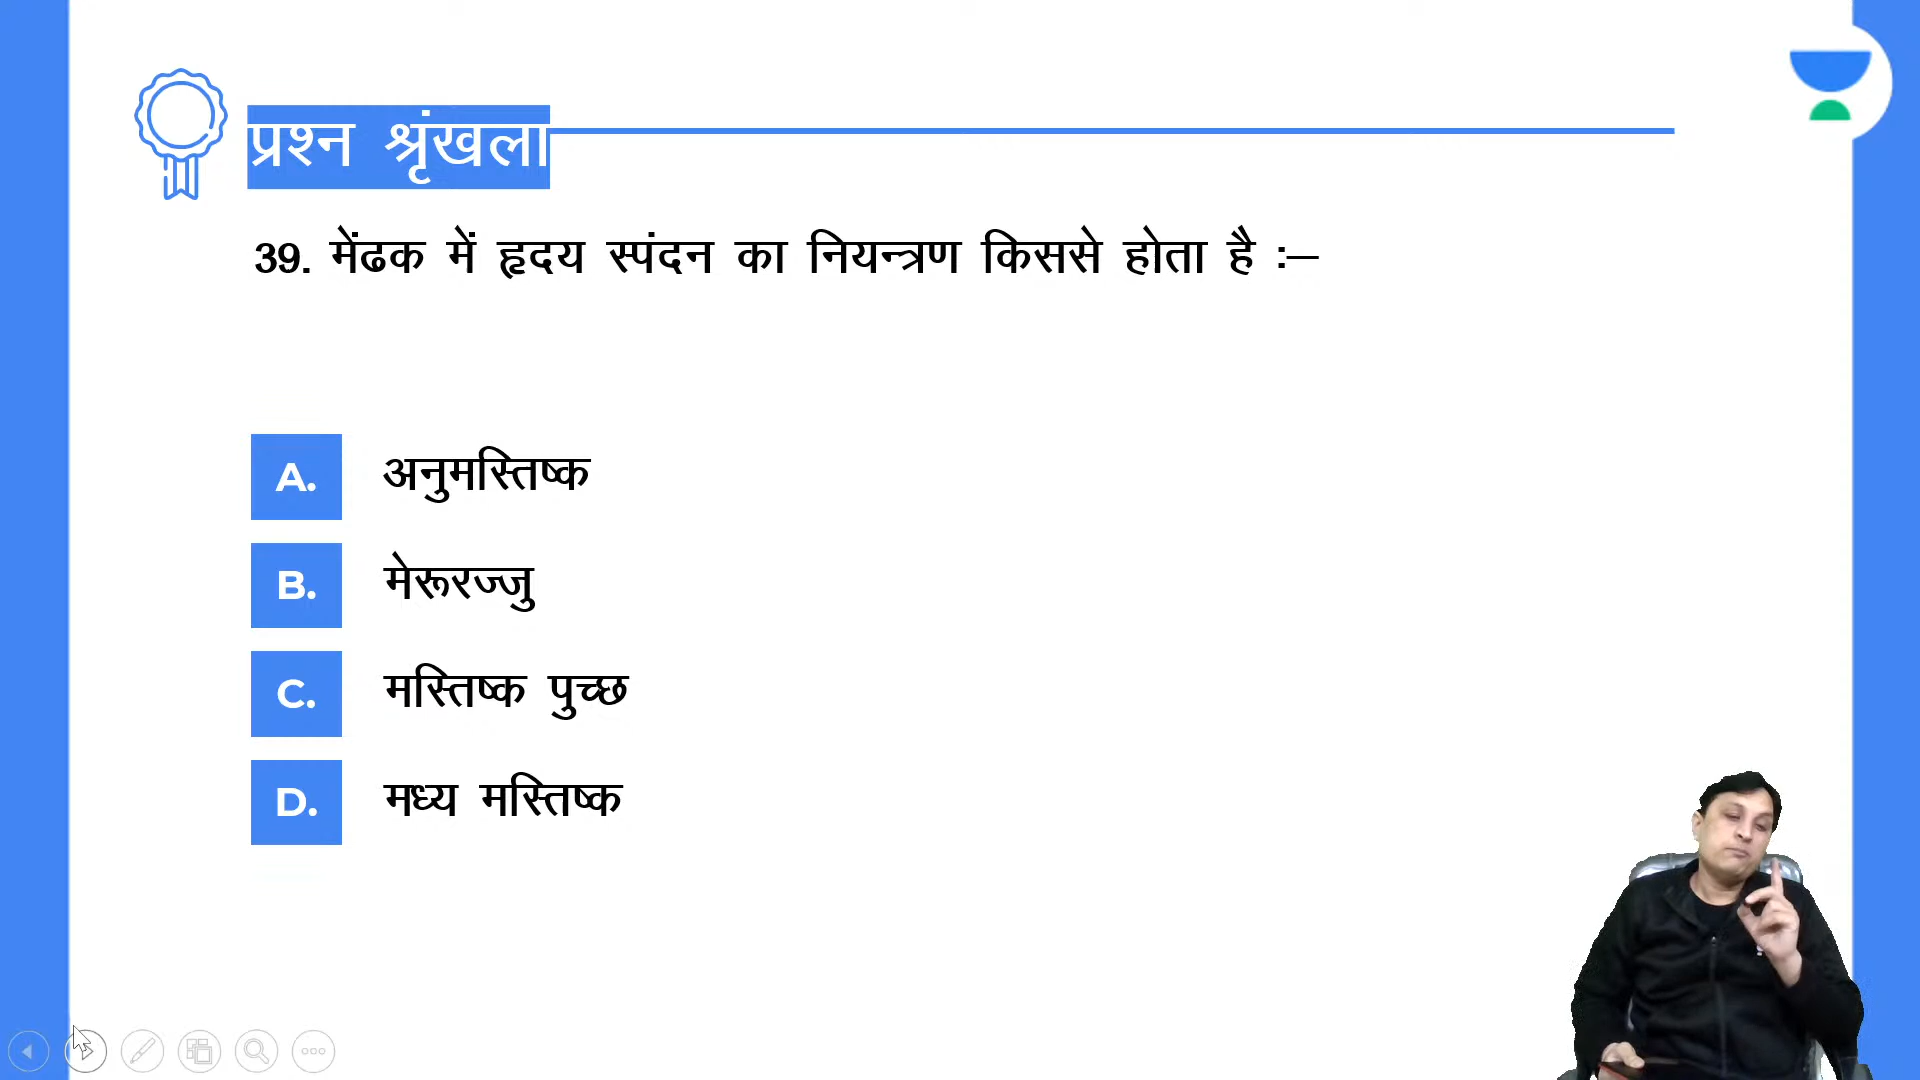 प्रश्न श्रृंखला
39. मेंढक में हृदय स्पंदन का नियन्त्रण किससे होता है :–
A. अनुमस्तिष्क
B. मेरूरज्जु
C. मस्तिष्क पुच्छ
D. मध्य मस्तिष्क